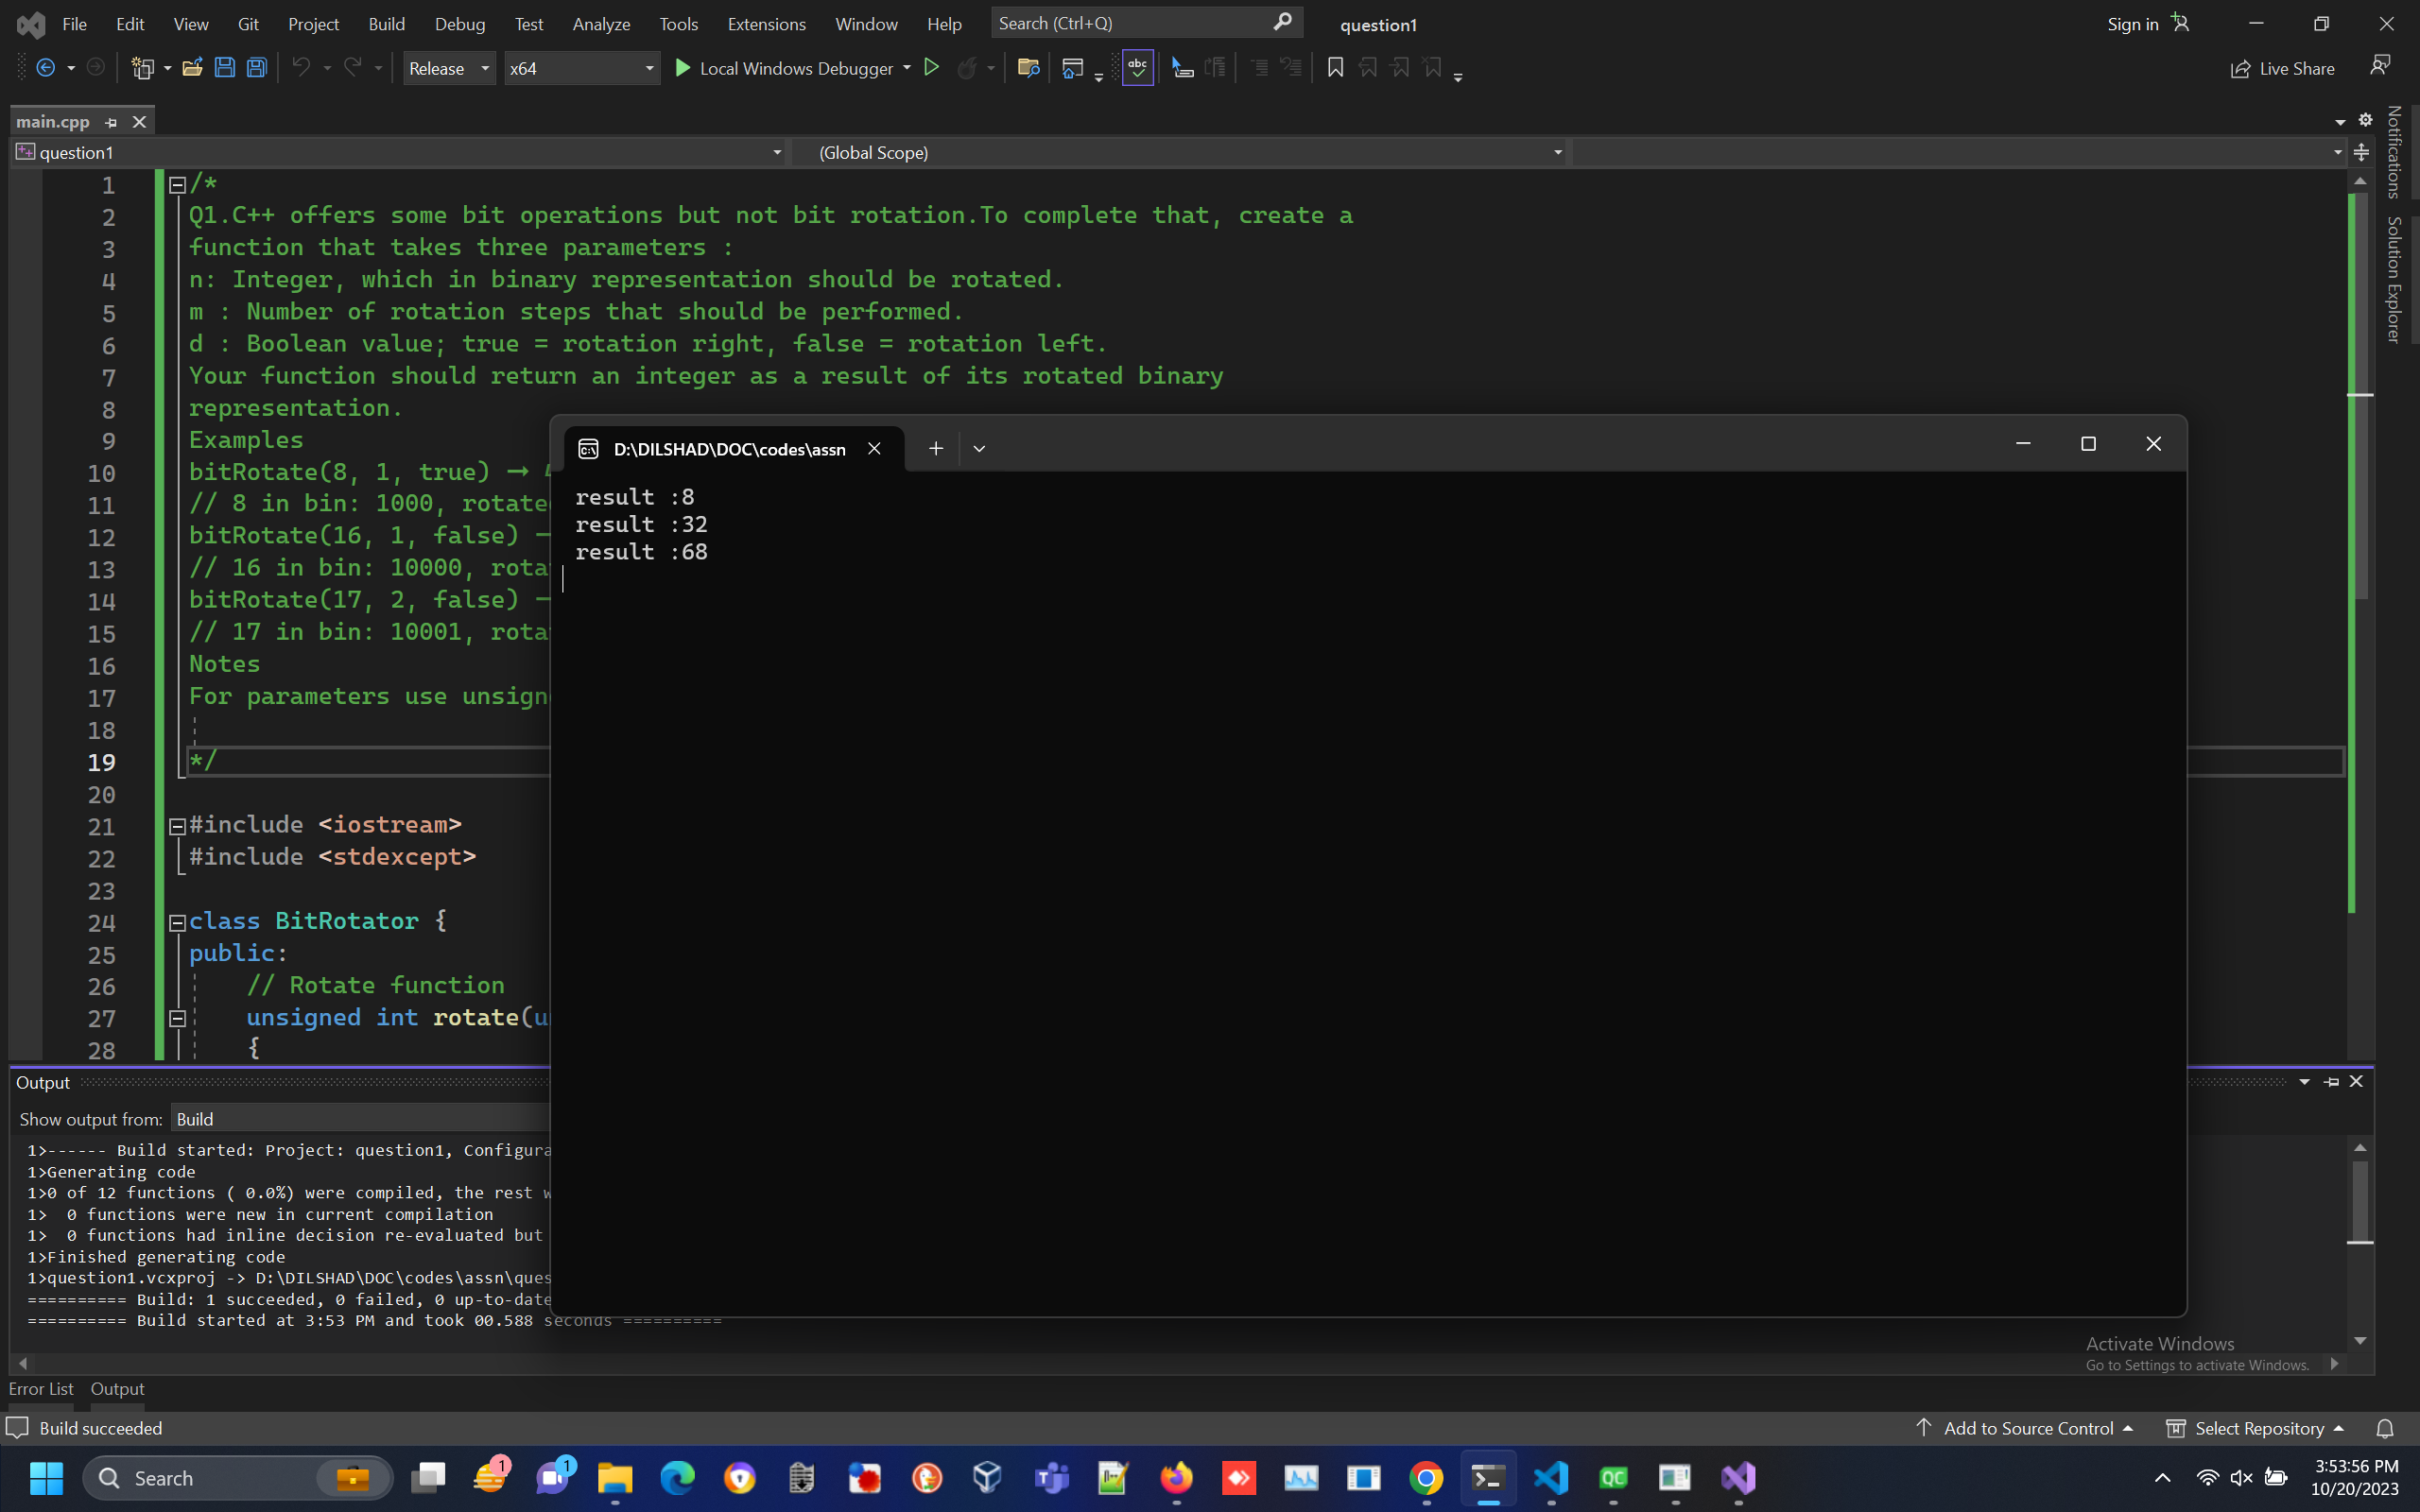 File Edit View Git Project Build Debug Test Analyze Tools Extensions Window Help Search (Ctrl+Q) question1 Sign in
Release x64 Local Windows Debugger Live Share
main.cpp
question1 (Global Scope)
Notifications
Solution Explorer
1 /*
2 Q1.C++ offers some bit operations but not bit rotation.To complete that, create a
3 function that takes three parameters :
4 n: Integer, which in binary representation should be rotated.
5 m : Number of rotation steps that should be performed.
6 d : Boolean value; true = rotation right, false = rotation left.
7 Your function should return an integer as a result of its rotated binary
8 representation.
9 Examples
10 bitRotate(8, 1, true) →
11 // 8 in bin: 1000, rotate
12 bitRotate(16, 1, false)
13 // 16 in bin: 10000, rota
14 bitRotate(17, 2, false)
15 // 17 in bin: 10001, rota
16 Notes
17 For parameters use unsign
18
19 */
20
21 #include <iostream>
22 #include <stdexcept>
23
24 class BitRotator {
25 public:
26 // Rotate function
27 unsigned int rotate(u
28 {
D:\DILSHAD\DOC\codes\assn
result :8
result :32
result :68
Output
Show output from: Build
1>------ Build started: Project: question1, Configura
1>Generating code
1>0 of 12 functions ( 0.0%) were compiled, the rest w
1> 0 functions were new in current compilation
1> 0 functions had inline decision re-evaluated but
1>Finished generating code
1>question1.vcxproj -> D:\DILSHAD\DOC\codes\assn\ques
========== Build: 1 succeeded, 0 failed, 0 up-to-date
========== Build started at 3:53 PM and took 00.588 seconds ==========
Activate Windows
Go to Settings to activate Windows.
Error List Output
Build succeeded Add to Source Control Select Repository
Search 3:53:56 PM
10/20/2023